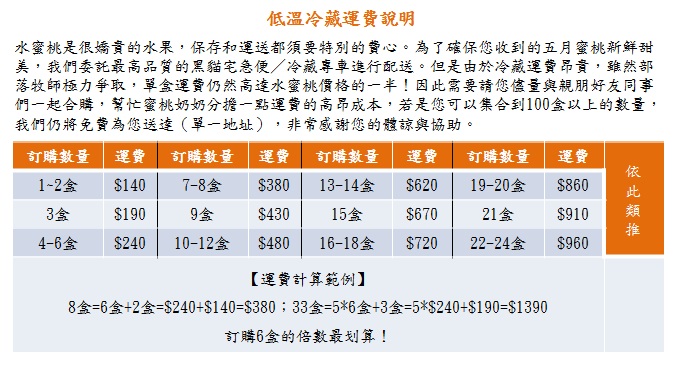 低溫冷藏運費說明
水蜜桃是很嬌貴的水果，保存和運送都須要特別的費心。為了確保您收到的五月蜜桃新鮮甜
美，我們委託最高品質的黑貓宅急便／冷藏專車進行配送。但是由於冷藏運費昂貴，雖然部
落牧師極力爭取，單盒運費仍然高達水蜜桃價格的一半！因此需要請您儘量與親朋好友同事
們一起合購，幫忙蜜桃奶奶分擔一點運費的高昂成本，若是您可以集合到100盒以上的數量，
我們仍將免費為您送達（單一地址），非常感謝您的體諒與協助。
訂購數量 運費 訂購數量 運費 訂購數量 運費 訂購數量 運費 依此類推
1~2盒 $140 7-8盒 $380 13-14盒 $620 19-20盒 $860
3盒 $190 9盒 $430 15盒 $670 21盒 $910
4-6盒 $240 10-12盒 $480 16-18盒 $720 22-24盒 $960
【運費計算範例】
8盒=6盒+2盒=$240+$140=$380；33盒=5*6盒+3盒=5*$240+$190=$1390
訂購6盒的倍數最划算！